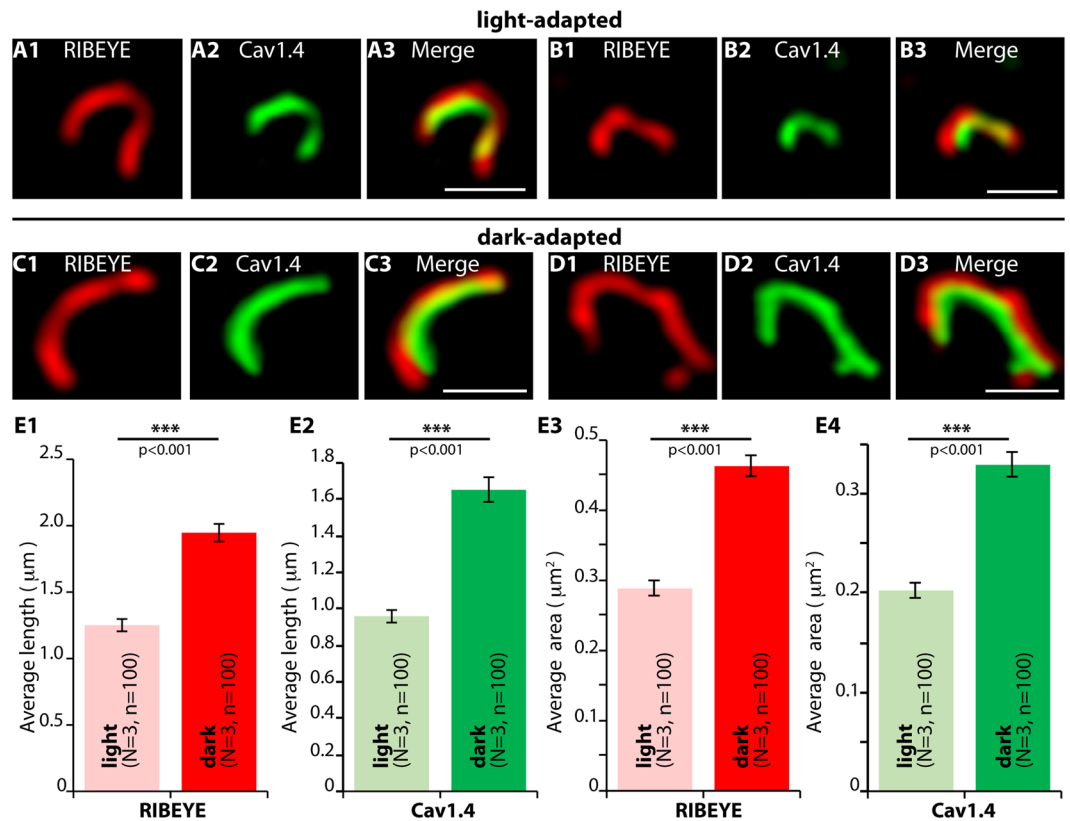 light-adapted
A1 RIBEYE A2 Cav1.4 A3 Merge B1 RIBEYE B2 Cav1.4 B3 Merge
dark-adapted
C1 RIBEYE C2 Cav1.4 C3 Merge D1 RIBEYE D2 Cav1.4 D3 Merge
E1
***
p<0.001
Average length ( μm )
2.5
2.0
1.5
1.0
0.5
0
light
(N=3, n=100)
dark
(N=3, n=100)
RIBEYE
E2
***
p<0.001
Average length ( μm )
1.8
1.6
1.4
1.2
1.0
0.8
0.6
0.4
0.2
0
light
(N=3, n=100)
dark
(N=3, n=100)
Cav1.4
E3
***
p<0.001
Average area ( μm²)
0.5
0.4
0.3
0.2
0.1
0
light
(N=3, n=100)
dark
(N=3, n=100)
RIBEYE
E4
***
p<0.001
Average area ( μm²)
0.3
0.2
0.1
0
light
(N=3, n=100)
dark
(N=3, n=100)
Cav1.4